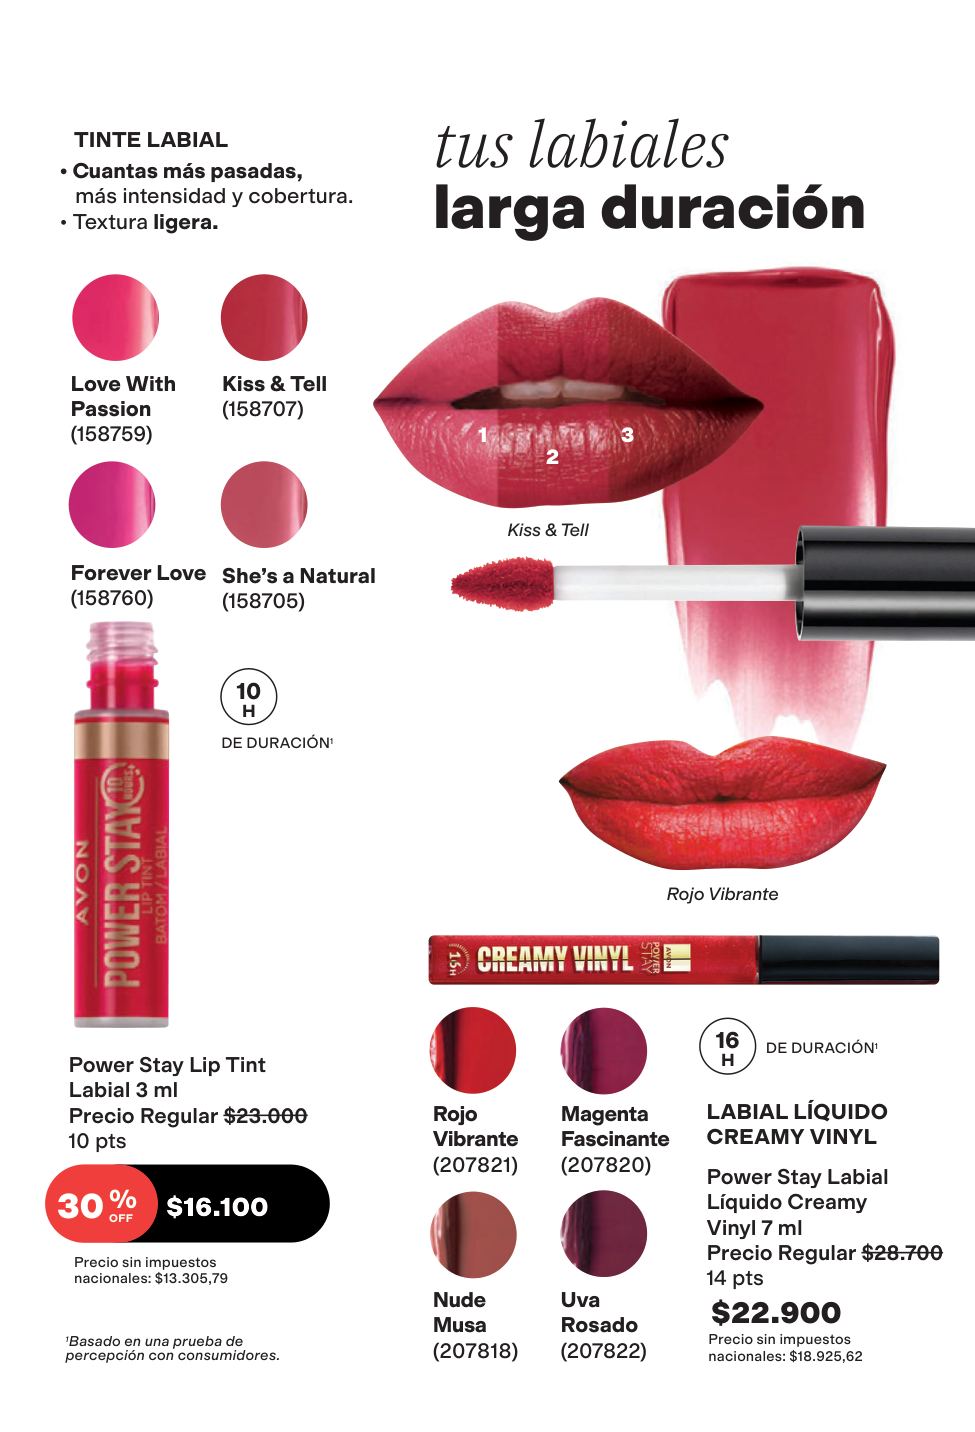 TINTE LABIAL
• Cuantas más pasadas,
más intensidad y cobertura.
• Textura ligera.
tus labiales
larga duración
Love With
Passion
(158759)
Kiss & Tell
(158707)
Forever Love
(158760)
She's a Natural
(158705)
1
2
3
Kiss & Tell
10
H
DE DURACIÓN¹
AVON
POWER STAY
10
HOURS
LIP TINT
BATOM / LABIAL
Rojo Vibrante
16H
CREAMY VINYL
POWER
STAY
AVON
Power Stay Lip Tint
Labial 3 ml
Precio Regular $23.000
10 pts
30% OFF
$16.100
Precio sin impuestos
nacionales: $13.305,79
¹Basado en una prueba de
percepción con consumidores.
Rojo
Vibrante
(207821)
Magenta
Fascinante
(207820)
Nude
Musa
(207818)
Uva
Rosado
(207822)
16
H
DE DURACIÓN¹
LABIAL LÍQUIDO
CREAMY VINYL
Power Stay Labial
Líquido Creamy
Vinyl 7 ml
Precio Regular $28.700
14 pts
$22.900
Precio sin impuestos
nacionales: $18.925,62